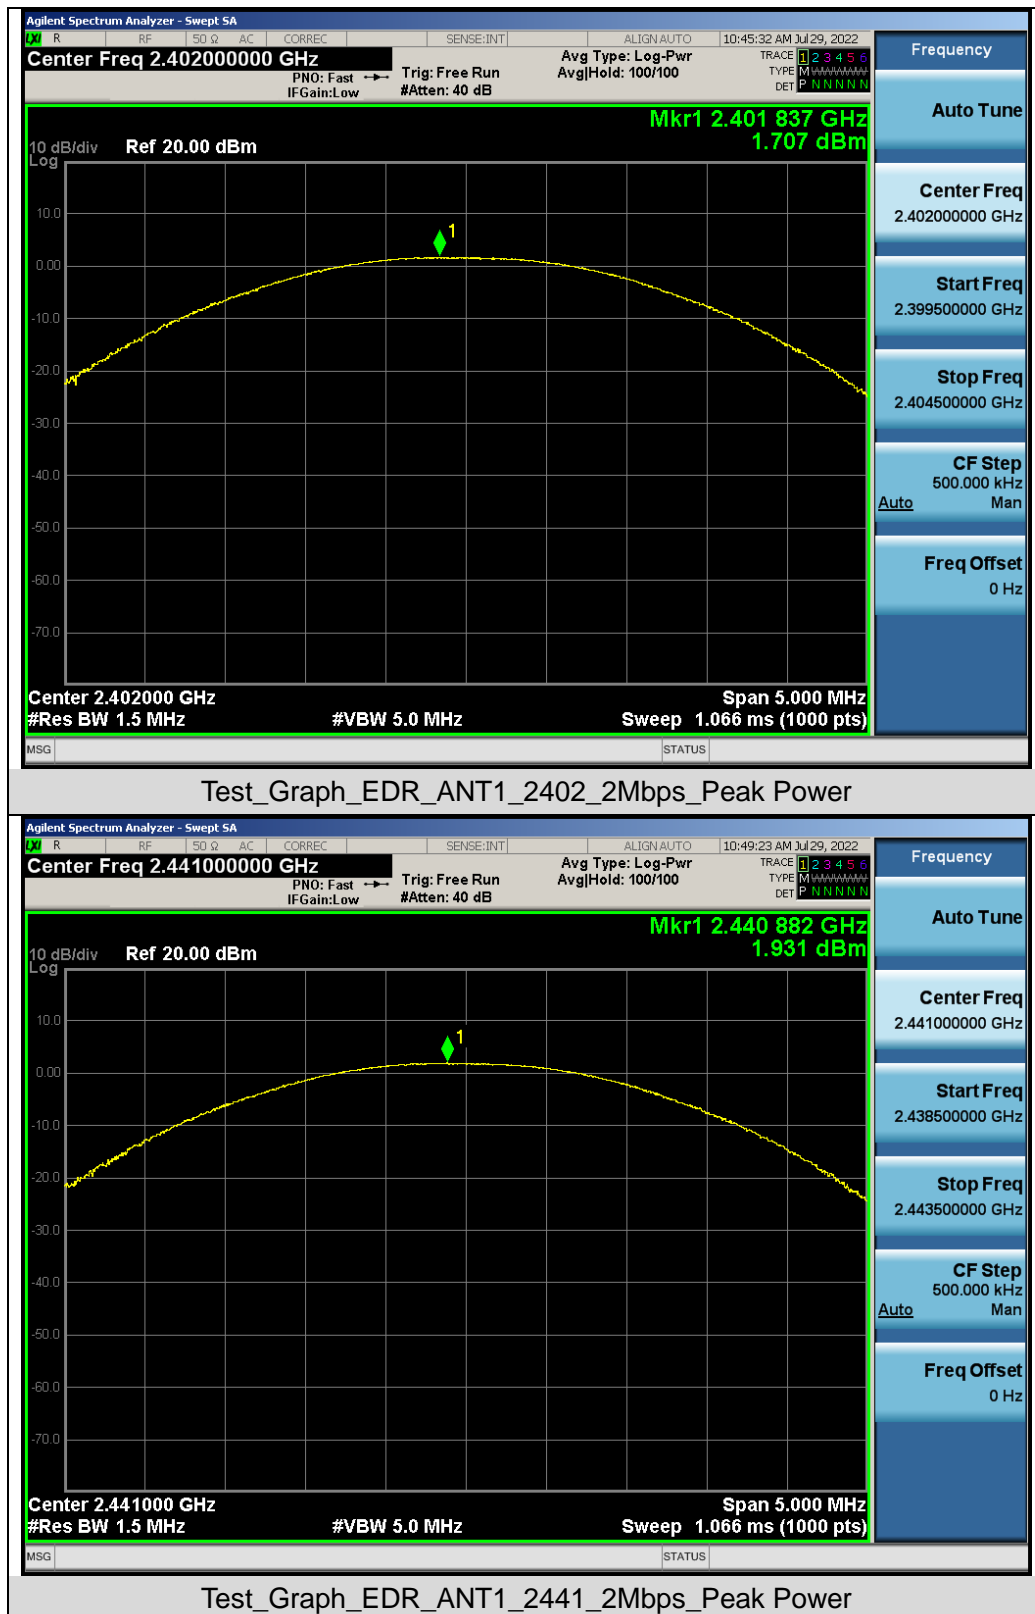 Agilent Spectrum Analyzer - Swept SA
LXI R RF 50 Ω AC CORREC SENSE:INT ALIGN AUTO 10:45:32 AM Jul 29, 2022
Center Freq 2.402000000 GHz
PNO: Fast
IFGain:Low
Trig: Free Run
#Atten: 40 dB
Avg Type: Log-Pwr
Avg|Hold: 100/100
TRACE 1 2 3 4 5 6
TYPE M WWWWW
DET P N N N N N
Mkr1 2.401 837 GHz
1.707 dBm
10 dB/div Ref 20.00 dBm
Log
10.0
1
0.00
-10.0
-20.0
-30.0
-40.0
-50.0
-60.0
-70.0
Center 2.402000 GHz Span 5.000 MHz
#Res BW 1.5 MHz #VBW 5.0 MHz Sweep 1.066 ms (1000 pts)
MSG STATUS
Frequency
Auto Tune
Center Freq
2.402000000 GHz
Start Freq
2.399500000 GHz
Stop Freq
2.404500000 GHz
CF Step
500.000 kHz
Auto Man
Freq Offset
0 Hz
Test_Graph_EDR_ANT1_2402_2Mbps_Peak Power
Agilent Spectrum Analyzer - Swept SA
LXI R RF 50 Ω AC CORREC SENSE:INT ALIGN AUTO 10:49:23 AM Jul 29, 2022
Center Freq 2.441000000 GHz
PNO: Fast
IFGain:Low
Trig: Free Run
#Atten: 40 dB
Avg Type: Log-Pwr
Avg|Hold: 100/100
TRACE 1 2 3 4 5 6
TYPE M WWWWW
DET P N N N N N
Mkr1 2.440 882 GHz
1.931 dBm
10 dB/div Ref 20.00 dBm
Log
10.0
1
0.00
-10.0
-20.0
-30.0
-40.0
-50.0
-60.0
-70.0
Center 2.441000 GHz Span 5.000 MHz
#Res BW 1.5 MHz #VBW 5.0 MHz Sweep 1.066 ms (1000 pts)
MSG STATUS
Frequency
Auto Tune
Center Freq
2.441000000 GHz
Start Freq
2.438500000 GHz
Stop Freq
2.443500000 GHz
CF Step
500.000 kHz
Auto Man
Freq Offset
0 Hz
Test_Graph_EDR_ANT1_2441_2Mbps_Peak Power